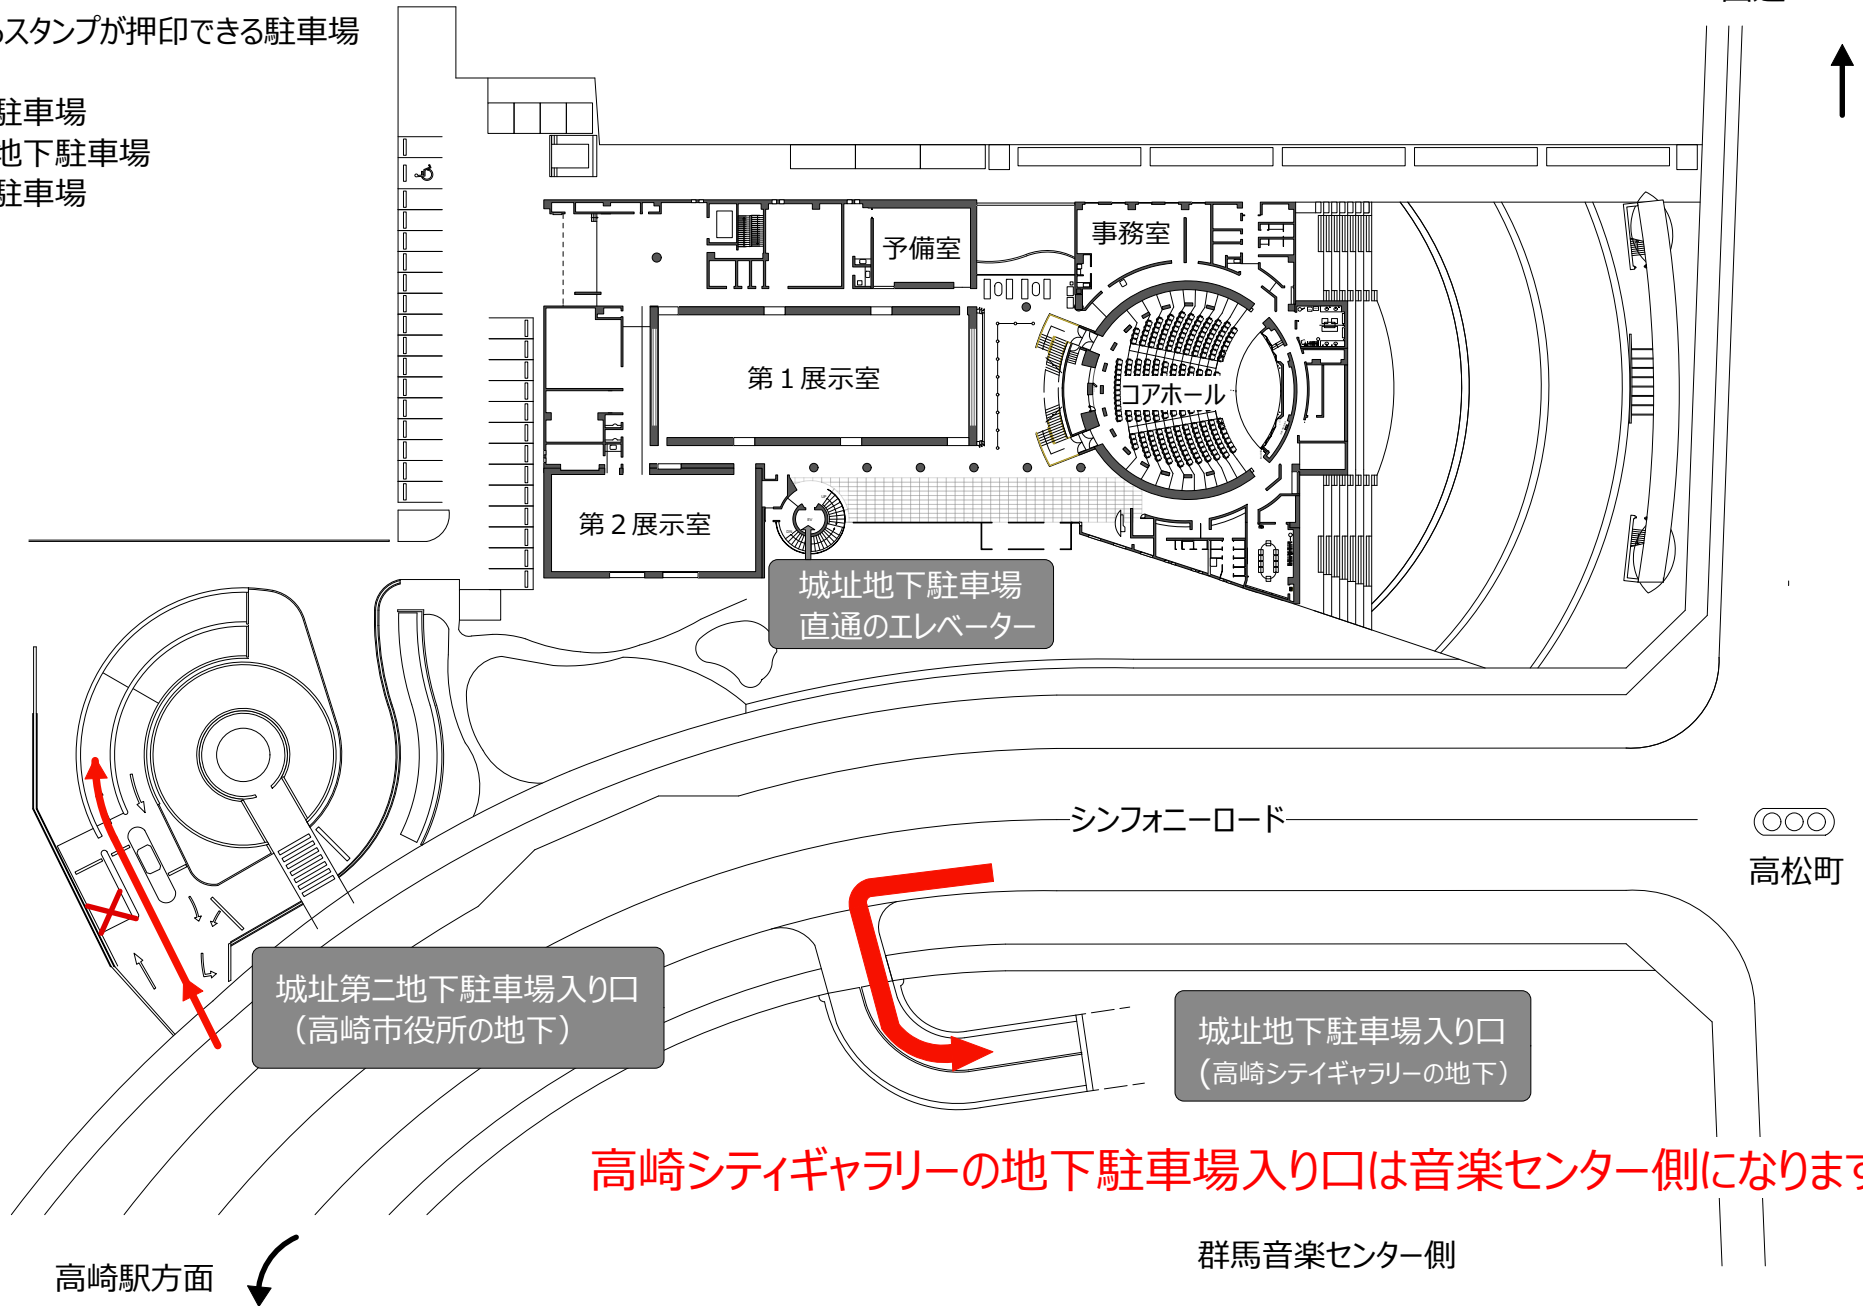 スタンプが押印できる駐車場
駐車場
地下駐車場
駐車場
予備室
事務室
第１展示室
コアホール
第２展示室
城址地下駐車場
直通のエレベーター
シンフォニーロード
高松町
城址第二地下駐車場入り口
（高崎市役所の地下）
城址地下駐車場入り口
(高崎シテイギャラリーの地下）
高崎シティギャラリーの地下駐車場入り口は音楽センター側になります
群馬音楽センター側
高崎駅方面